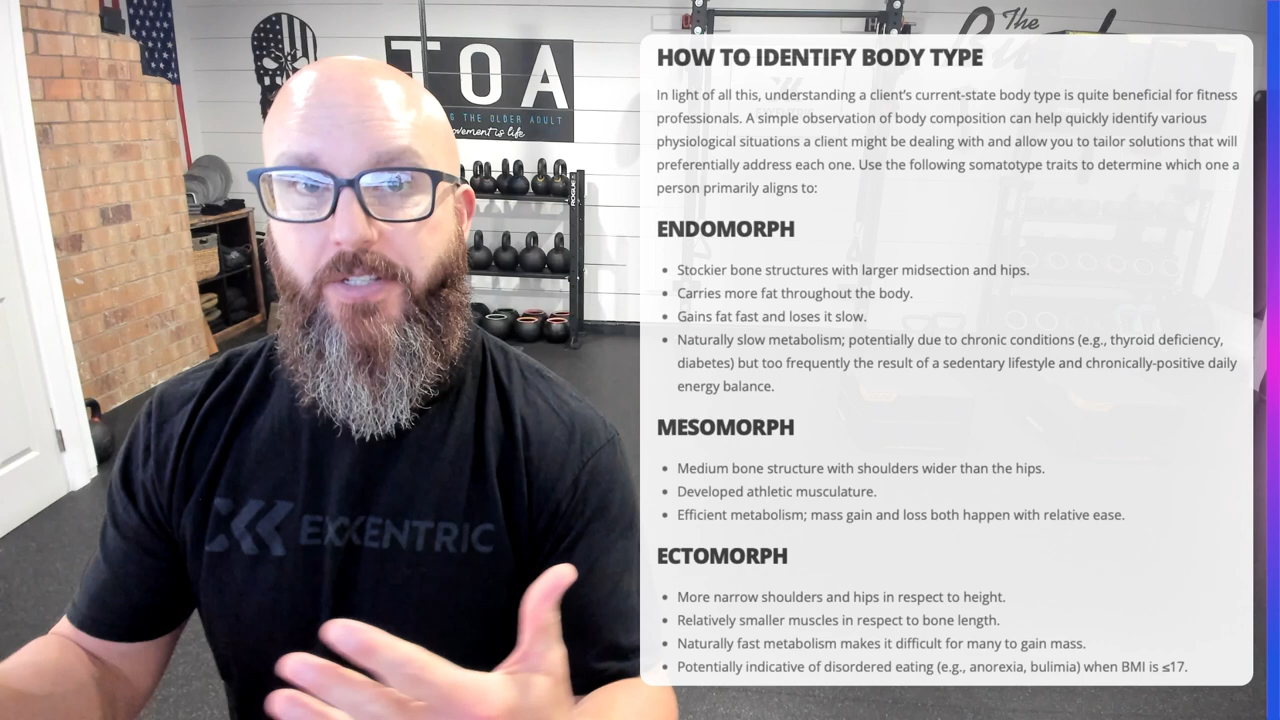 TOA
G THE OLDER ADULT
movement is life
ROGUE
The
EXXENTRIC
HOW TO IDENTIFY BODY TYPE
In light of all this, understanding a client's current-state body type is quite beneficial for fitness
professionals. A simple observation of body composition can help quickly identify various
physiological situations a client might be dealing with and allow you to tailor solutions that will
preferentially address each one. Use the following somatotype traits to determine which one a
person primarily aligns to:
ENDOMORPH
• Stockier bone structures with larger midsection and hips.
• Carries more fat throughout the body.
• Gains fat fast and loses it slow.
• Naturally slow metabolism; potentially due to chronic conditions (e.g., thyroid deficiency,
diabetes) but too frequently the result of a sedentary lifestyle and chronically-positive daily
energy balance.
MESOMORPH
• Medium bone structure with shoulders wider than the hips.
• Developed athletic musculature.
• Efficient metabolism; mass gain and loss both happen with relative ease.
ECTOMORPH
• More narrow shoulders and hips in respect to height.
• Relatively smaller muscles in respect to bone length.
• Naturally fast metabolism makes it difficult for many to gain mass.
• Potentially indicative of disordered eating (e.g., anorexia, bulimia) when BMI is ≤17.